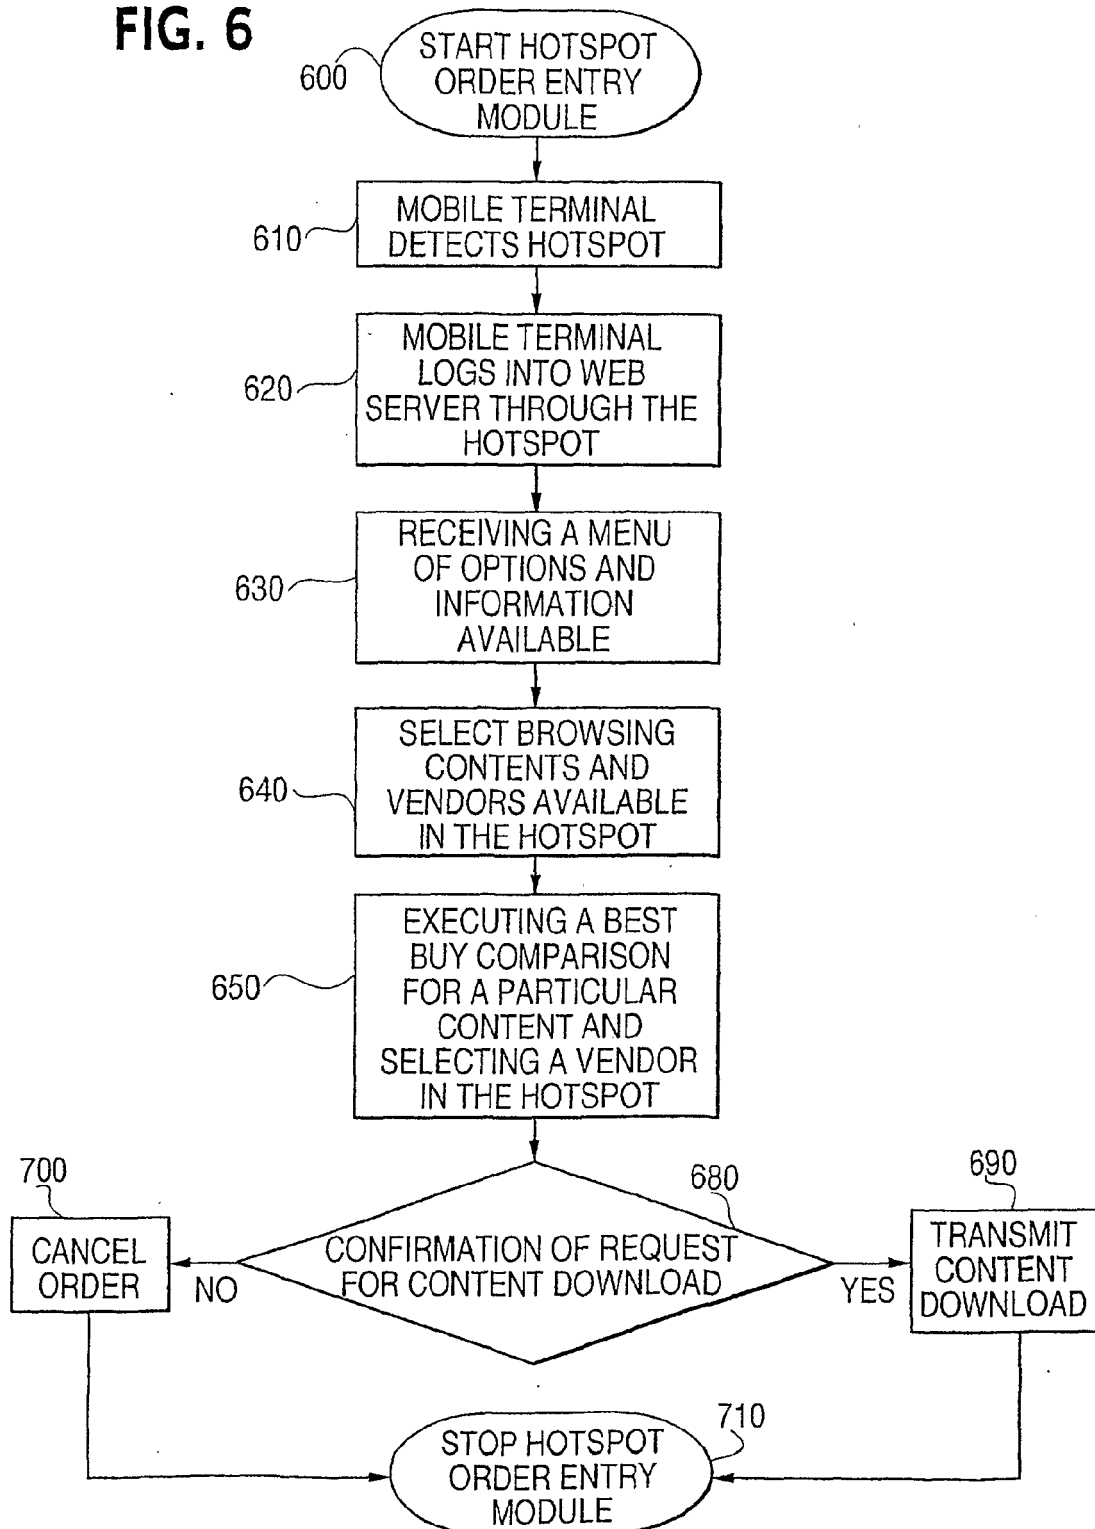 FIG. 6
600
START HOTSPOT
ORDER ENTRY
MODULE
610
MOBILE TERMINAL
DETECTS HOTSPOT
620
MOBILE TERMINAL
LOGS INTO WEB
SERVER THROUGH THE
HOTSPOT
630
RECEIVING A MENU
OF OPTIONS AND
INFORMATION
AVAILABLE
640
SELECT BROWSING
CONTENTS AND
VENDORS AVAILABLE
IN THE HOTSPOT
650
EXECUTING A BEST
BUY COMPARISON
FOR A PARTICULAR
CONTENT AND
SELECTING A VENDOR
IN THE HOTSPOT
680
CONFIRMATION OF REQUEST
FOR CONTENT DOWNLOAD
NO
YES
700
CANCEL
ORDER
690
TRANSMIT
CONTENT
DOWNLOAD
710
STOP HOTSPOT
ORDER ENTRY
MODULE